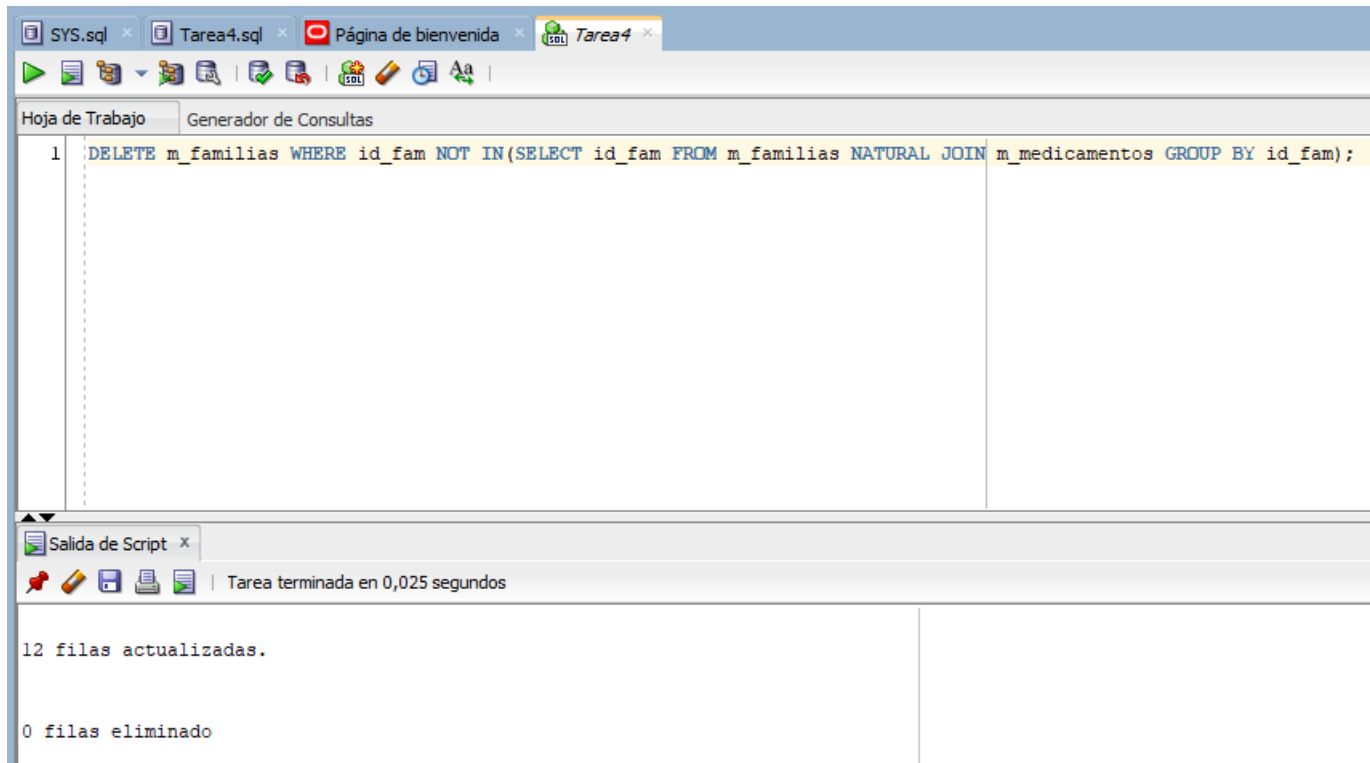 SYS.sql Tarea4.sql Página de bienvenida Tarea4
Hoja de Trabajo Generador de Consultas
1 DELETE m_familias WHERE id_fam NOT IN(SELECT id_fam FROM m_familias NATURAL JOIN m_medicamentos GROUP BY id_fam);
Salida de Script
Tarea terminada en 0,025 segundos
12 filas actualizadas.
0 filas eliminado